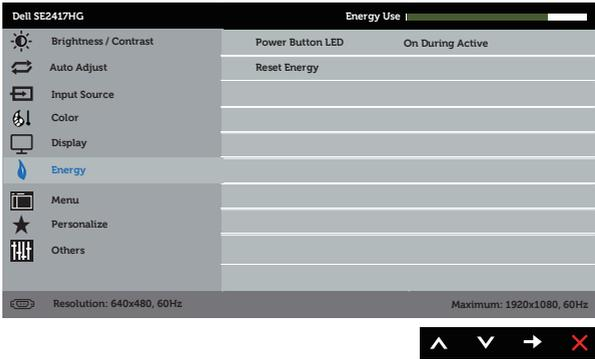 Dell SE2417HG Energy Use
Brightness / Contrast Power Button LED On During Active
Auto Adjust Reset Energy
Input Source
Color
Display
Energy
Menu
Personalize
Others
Resolution: 640x480, 60Hz Maximum: 1920x1080, 60Hz